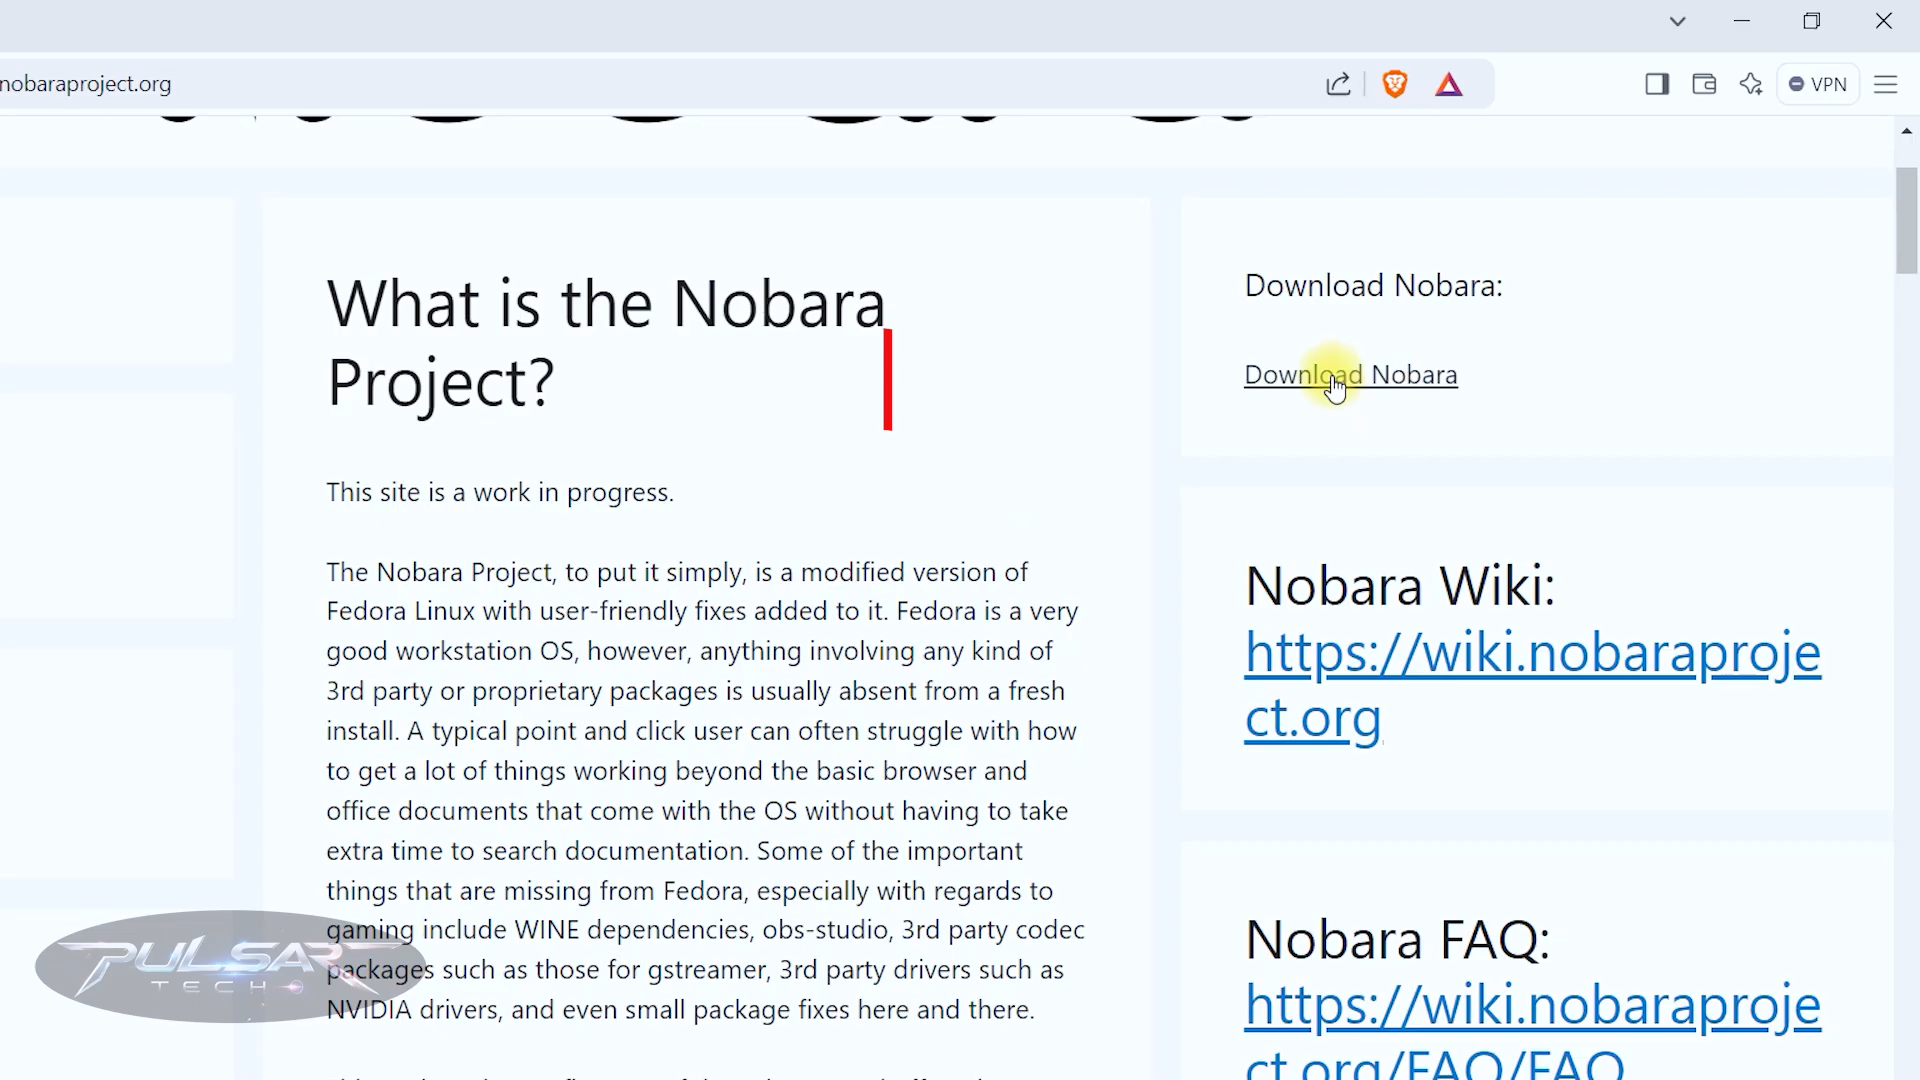 nobaraproject.org
VPN
What is the Nobara
Project?
This site is a work in progress.
The Nobara Project, to put it simply, is a modified version of
Fedora Linux with user-friendly fixes added to it. Fedora is a very
good workstation OS, however, anything involving any kind of
3rd party or proprietary packages is usually absent from a fresh
install. A typical point and click user can often struggle with how
to get a lot of things working beyond the basic browser and
office documents that come with the OS without having to take
extra time to search documentation. Some of the important
things that are missing from Fedora, especially with regards to
gaming include WINE dependencies, obs-studio, 3rd party codec
packages such as those for gstreamer, 3rd party drivers such as
NVIDIA drivers, and even small package fixes here and there.
Download Nobara:
Download Nobara
Nobara Wiki:
https://wiki.nobaraproje
ct.org
Nobara FAQ:
https://wiki.nobaraproje
ct.org/FAQ/FAQ
PULSAR
TECH